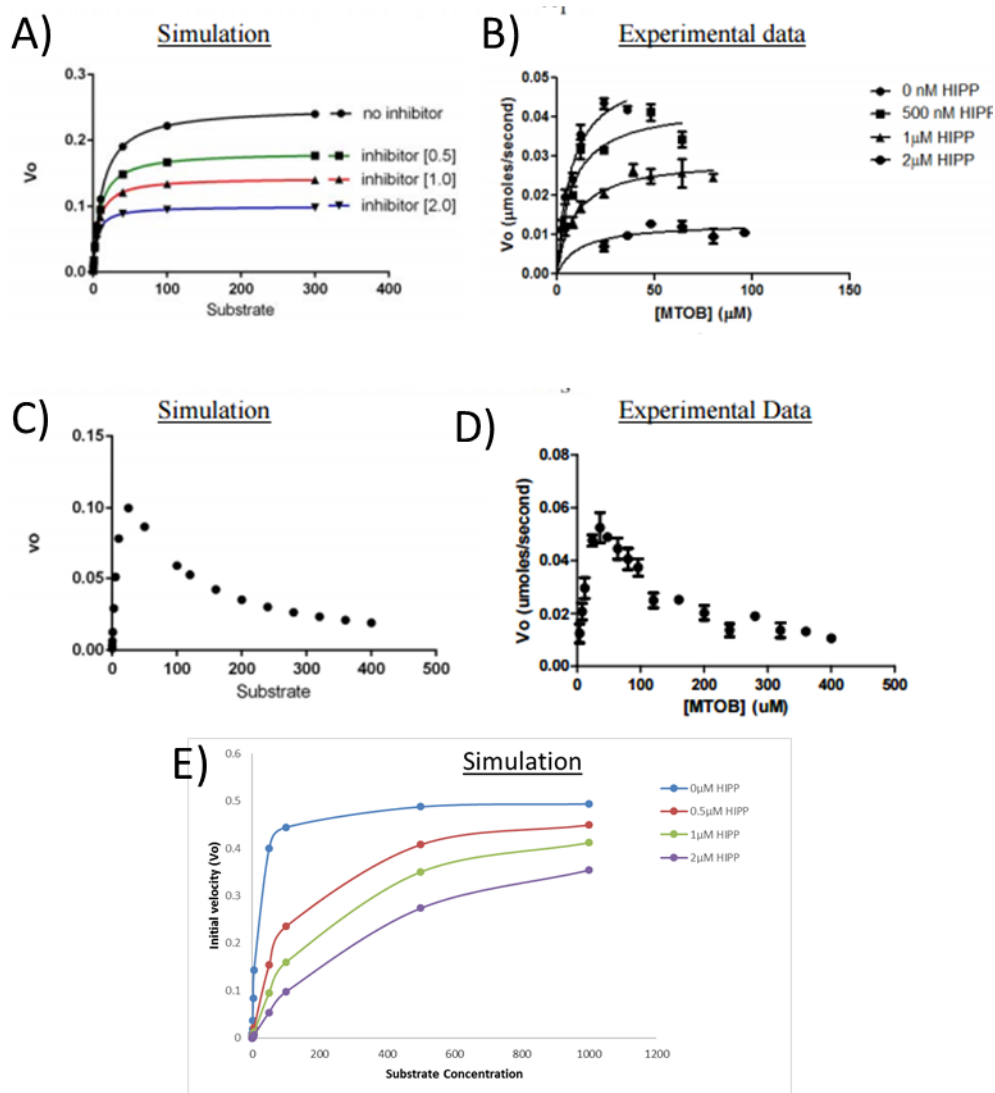 A)
Simulation
0.3
0.2
0.1
0.0
0
100
200
300
400
Vo
Substrate
no inhibitor
inhibitor [0.5]
inhibitor [1.0]
inhibitor [2.0]
B)
Experimental data
0.05
0.04
0.03
0.02
0.01
0.00
0
50
100
150
Vo (μmoles/second)
[MTOB] (μM)
0 nM HIPP
500 nM HIPP
1μM HIPP
2μM HIPP
C)
Simulation
0.15
0.10
0.05
0.00
0
100
200
300
400
500
vo
Substrate
D)
Experimental Data
0.08
0.06
0.04
0.02
0.00
0
100
200
300
400
500
Vo (umoles/second)
[MTOB] (uM)
E)
Simulation
0.6
0.5
0.4
0.3
0.2
0.1
0
0
200
400
600
800
1000
1200
Initial velocity (Vo)
Substrate Concentration
0μM HIPP
0.5μM HIPP
1μM HIPP
2μM HIPP